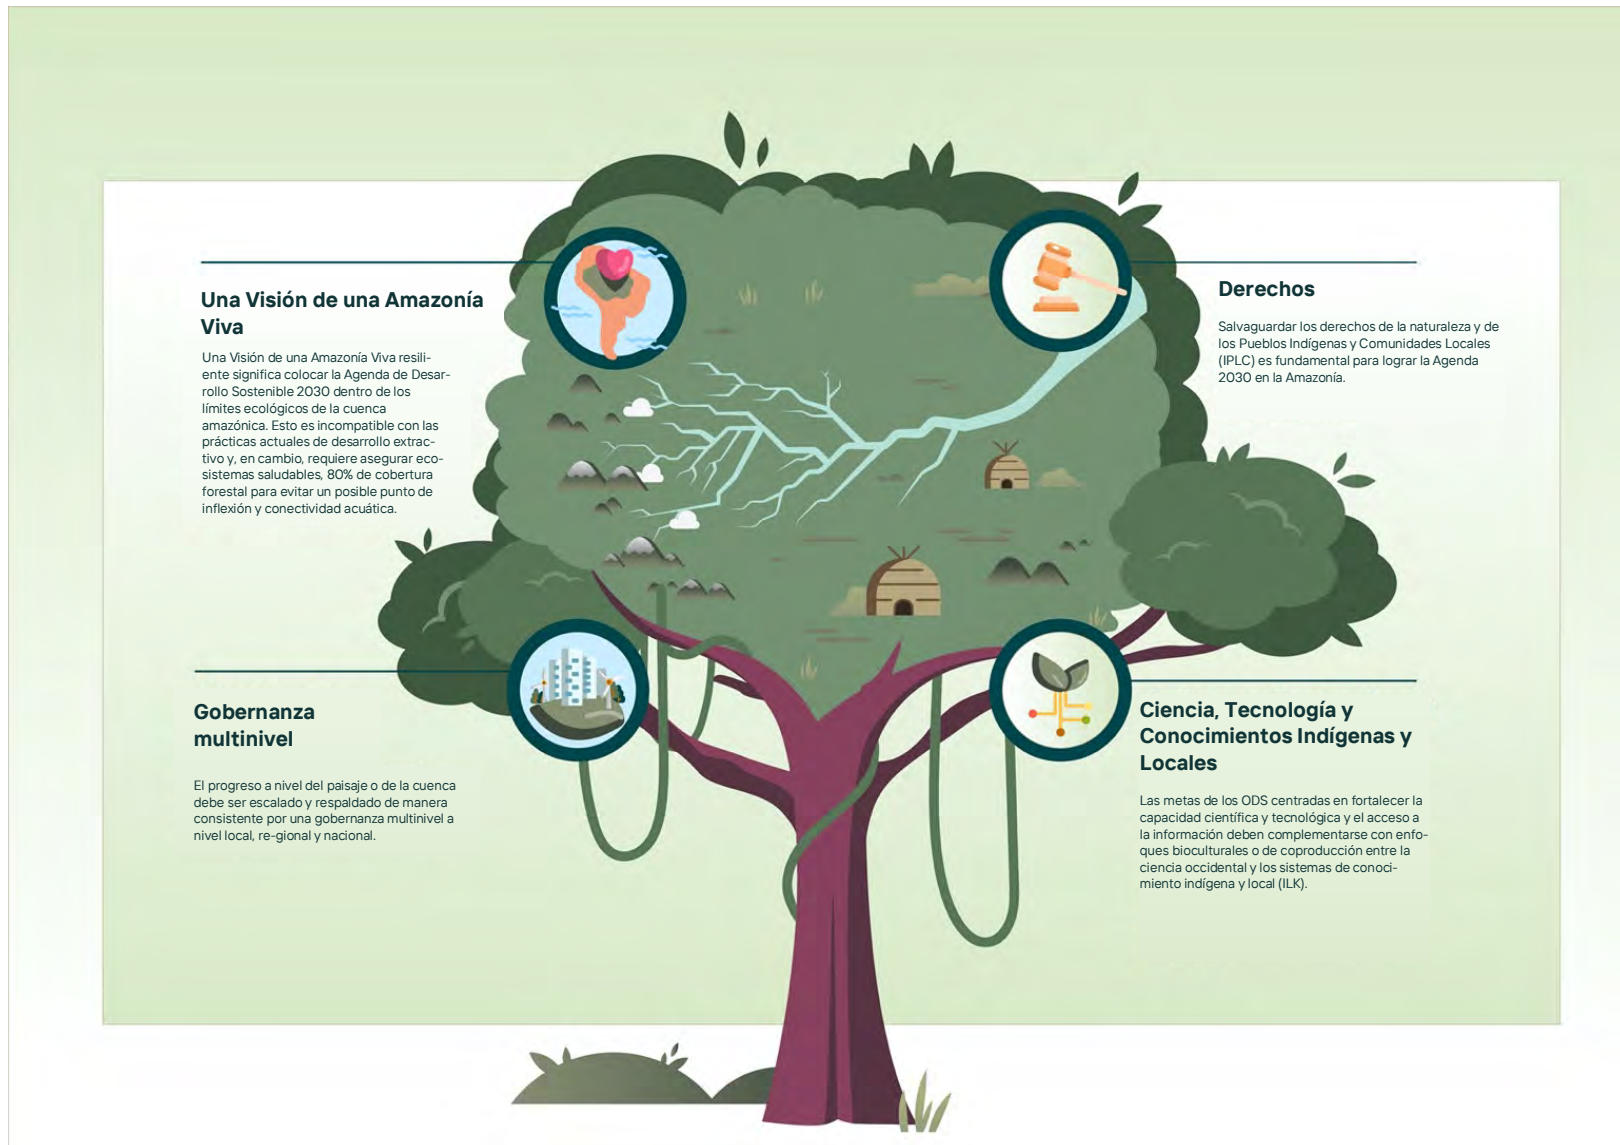 Una Visión de una Amazonía
Viva
Una Visión de una Amazonía Viva resili-
ente significa colocar la Agenda de Desar-
rollo Sostenible 2030 dentro de los
límites ecológicos de la cuenca
amazónica. Esto es incompatible con las
prácticas actuales de desarrollo extrac-
tivo y, en cambio, requiere asegurar eco-
sistemas saludables, 80% de cobertura
forestal para evitar un posible punto de
inflexión y conectividad acuática.
Derechos
Salvaguardar los derechos de la naturaleza y de
los Pueblos Indígenas y Comunidades Locales
(IPLC) es fundamental para lograr la Agenda
2030 en la Amazonía.
Gobernanza
multinivel
El progreso a nivel del paisaje o de la cuenca
debe ser escalado y respaldado de manera
consistente por una gobernanza multinivel a
nivel local, re-gional y nacional.
Ciencia, Tecnología y
Conocimientos Indígenas y
Locales
Las metas de los ODS centradas en fortalecer la
capacidad científica y tecnológica y el acceso a
la información deben complementarse con enfo-
ques bioculturales o de coproducción entre la
ciencia occidental y los sistemas de conoci-
miento indígena y local (ILK).